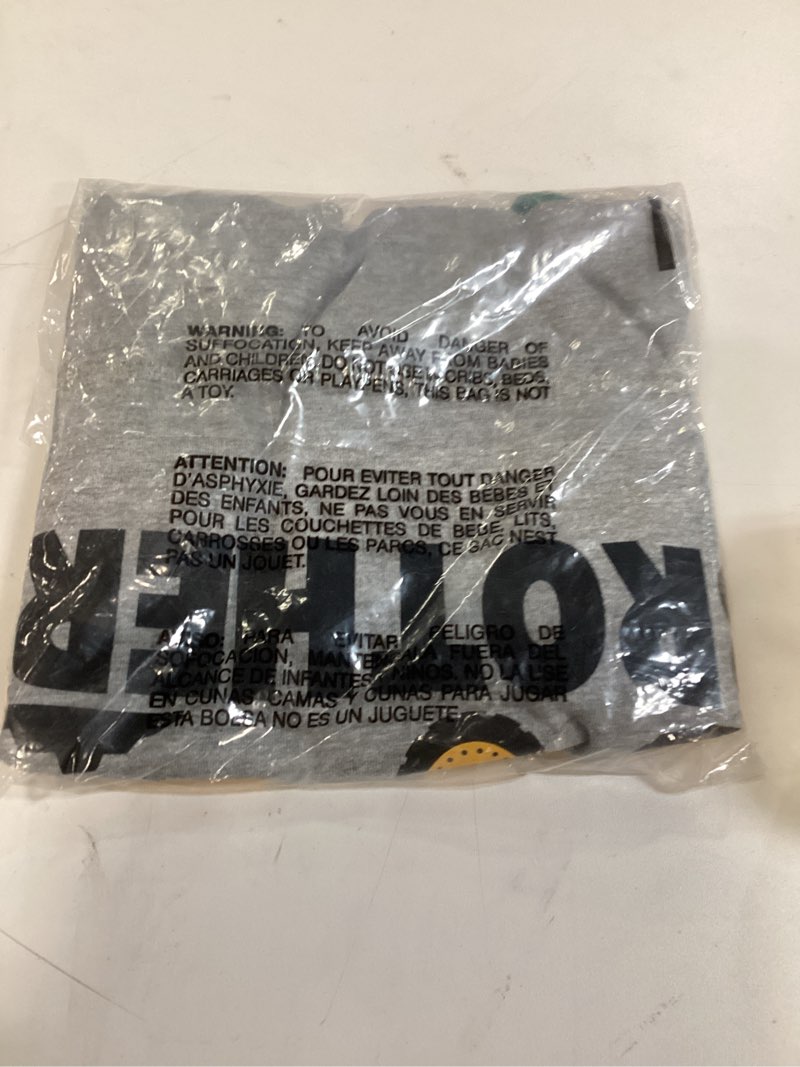 WARNING: TO AVOID DANGER OF
SUFFOCATION, KEEP AWAY FROM BABIES
AND CHILDREN. DO NOT USE IN CRIBS, BEDS,
CARRIAGES OR PLAYPENS, THIS BAG IS NOT
A TOY.
ATTENTION: POUR EVITER TOUT DANGER
D'ASPHYXIE, GARDEZ LOIN DES BEBES ET
DES ENFANTS, NE PAS VOUS EN SERVIR
POUR LES COUCHETTES DE BEBE, LITS,
CARROSSES OU LES PARCS, CE SAC NEST
PAS UN JOUET.
ROTHER
AVISO: PARA EVITAR PELIGRO DE
SOFOCACION, MANTENGALA FUERA DEL
ALCANCE DE INFANTES Y NINOS. NO LA USE
EN CUNAS, CAMAS Y CUNAS PARA JUGAR
ESTA BOLSA NO ES UN JUGUETE.